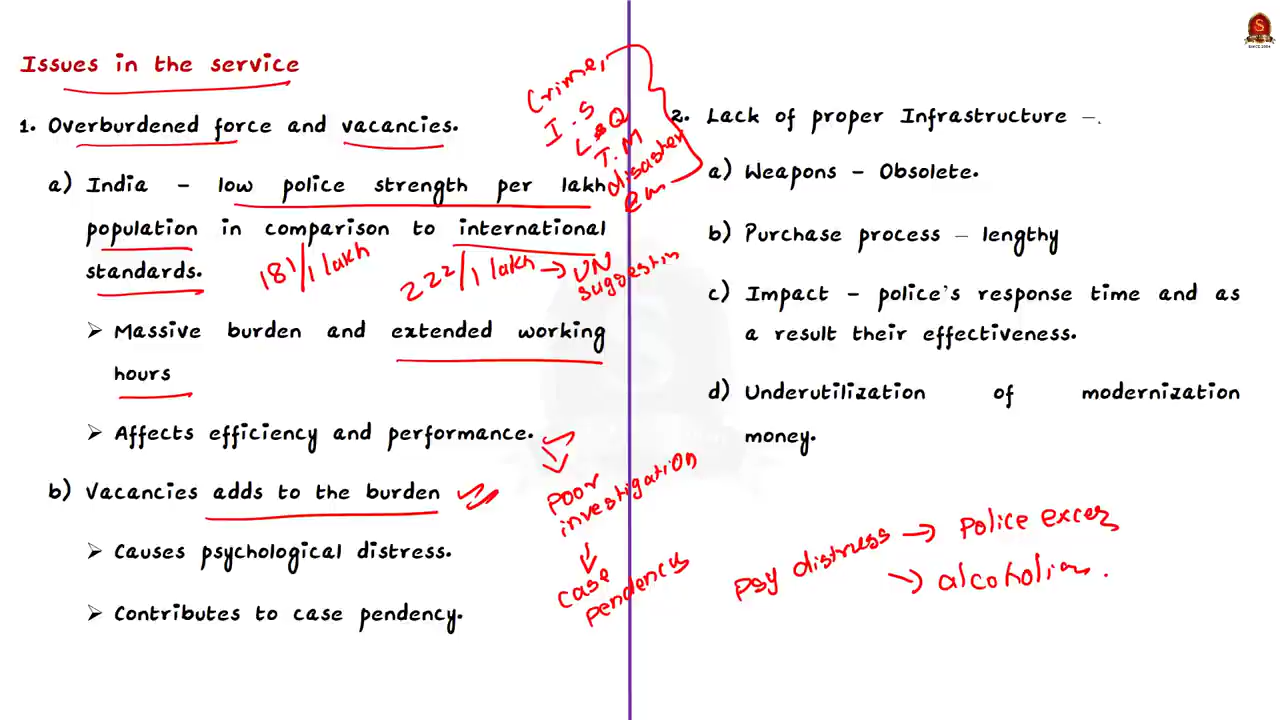 Issues in the service
1. Overburdened force and vacancies.
a) India – low police strength per lakh
population in comparison to international
standards.
181/1 lakh
222/1 lakh → UN
suggestin
➤ Massive burden and extended working
hours
➤ Affects efficiency and performance.
b) Vacancies adds to the burden
➤ Causes psychological distress.
➤ Contributes to case pendency.
Crime,
I.S
L&O
T.M
disaster
Poor
investigation
case
pendency
2. Lack of proper Infrastructure –.
a) Weapons – Obsolete.
b) Purchase process – lengthy
c) Impact – police's response time and as
a result their effectiveness.
d) Underutilization of modernization
money.
Psy distress → Police exces
→ alcoholism.
S
SINCE 2004